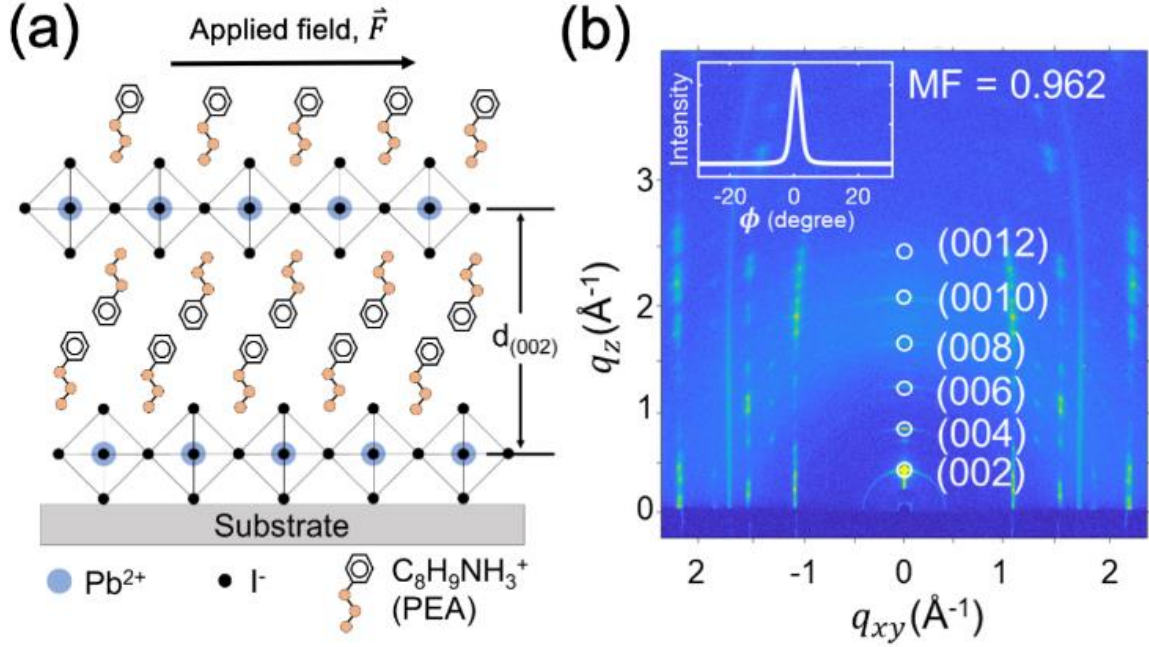 (a)
Applied field, F⃗
d(002)
Substrate
Pb²⁺
I⁻
C₈H₉NH₃⁺
(PEA)
(b)
MF = 0.962
Intensity
-20
0
20
ϕ (degree)
3
2
1
0
qz(Å⁻¹)
(0012)
(0010)
(008)
(006)
(004)
(002)
2
-1
0
1
2
qxy(Å⁻¹)